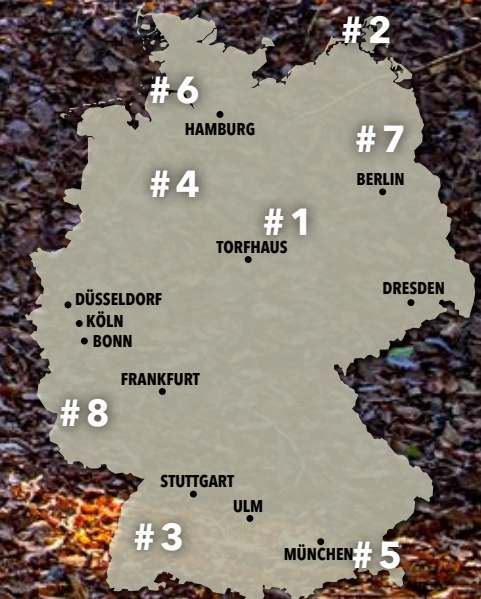 #2
#6
HAMBURG
#7
#4
BERLIN
#1
TORFHAUS
DRESDEN
DÜSSELDORF
KÖLN
BONN
FRANKFURT
#8
STUTTGART
ULM
#3
MÜNCHEN #5